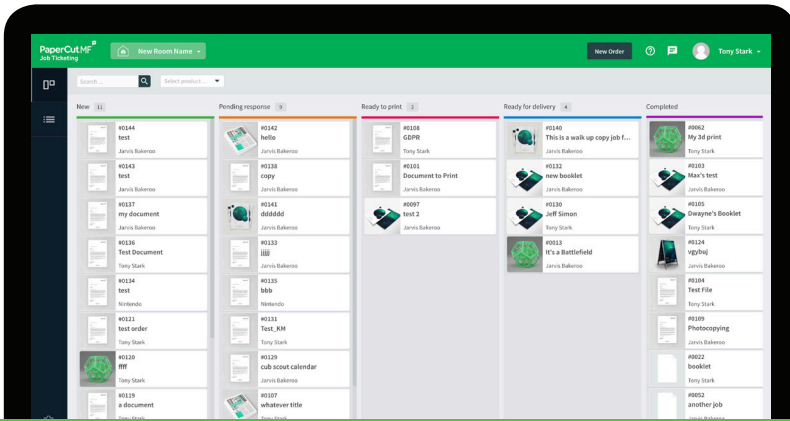 PaperCut MF
Job Ticketing
New Room Name
New Order
Tony Stark
Search ...
Select product ...
New 11
#0144
test
Jarvis Bakeroo
#0143
test
Jarvis Bakeroo
#0137
my document
Jarvis Bakeroo
#0136
Test Document
Tony Stark
#0134
test
Nintendo
#0121
test order
Tony Stark
#0120
ffff
Tony Stark
#0119
a document
Tony Stark
Pending response 9
#0142
hello
Jarvis Bakeroo
#0138
copy
Jarvis Bakeroo
#0141
dddddd
Jarvis Bakeroo
#0133
jjjjj
Jarvis Bakeroo
#0135
bbb
Nintendo
#0131
Test_KM
Tony Stark
#0129
cub scout calendar
Jarvis Bakeroo
#0107
whatever title
Tony Stark
Ready to print 3
#0108
GDPR
Tony Stark
#0101
Document to Print
Jarvis Bakeroo
#0097
test 2
Jarvis Bakeroo
Ready for delivery 4
#0140
This is a walk up copy job f...
Jarvis Bakeroo
#0132
new booklet
Jarvis Bakeroo
#0130
Jeff Simon
Tony Stark
#0013
It's a Battlefield
Jarvis Bakeroo
Completed
#0062
My 3d print
Tony Stark
#0103
Max's test
Jarvis Bakeroo
#0105
Dwayne's Booklet
Tony Stark
#0124
vgybuj
Jarvis Bakeroo
#0104
Test File
Tony Stark
#0109
Photocopying
Jarvis Bakeroo
#0022
booklet
Tony Stark
#0052
another job
Jarvis Bakeroo